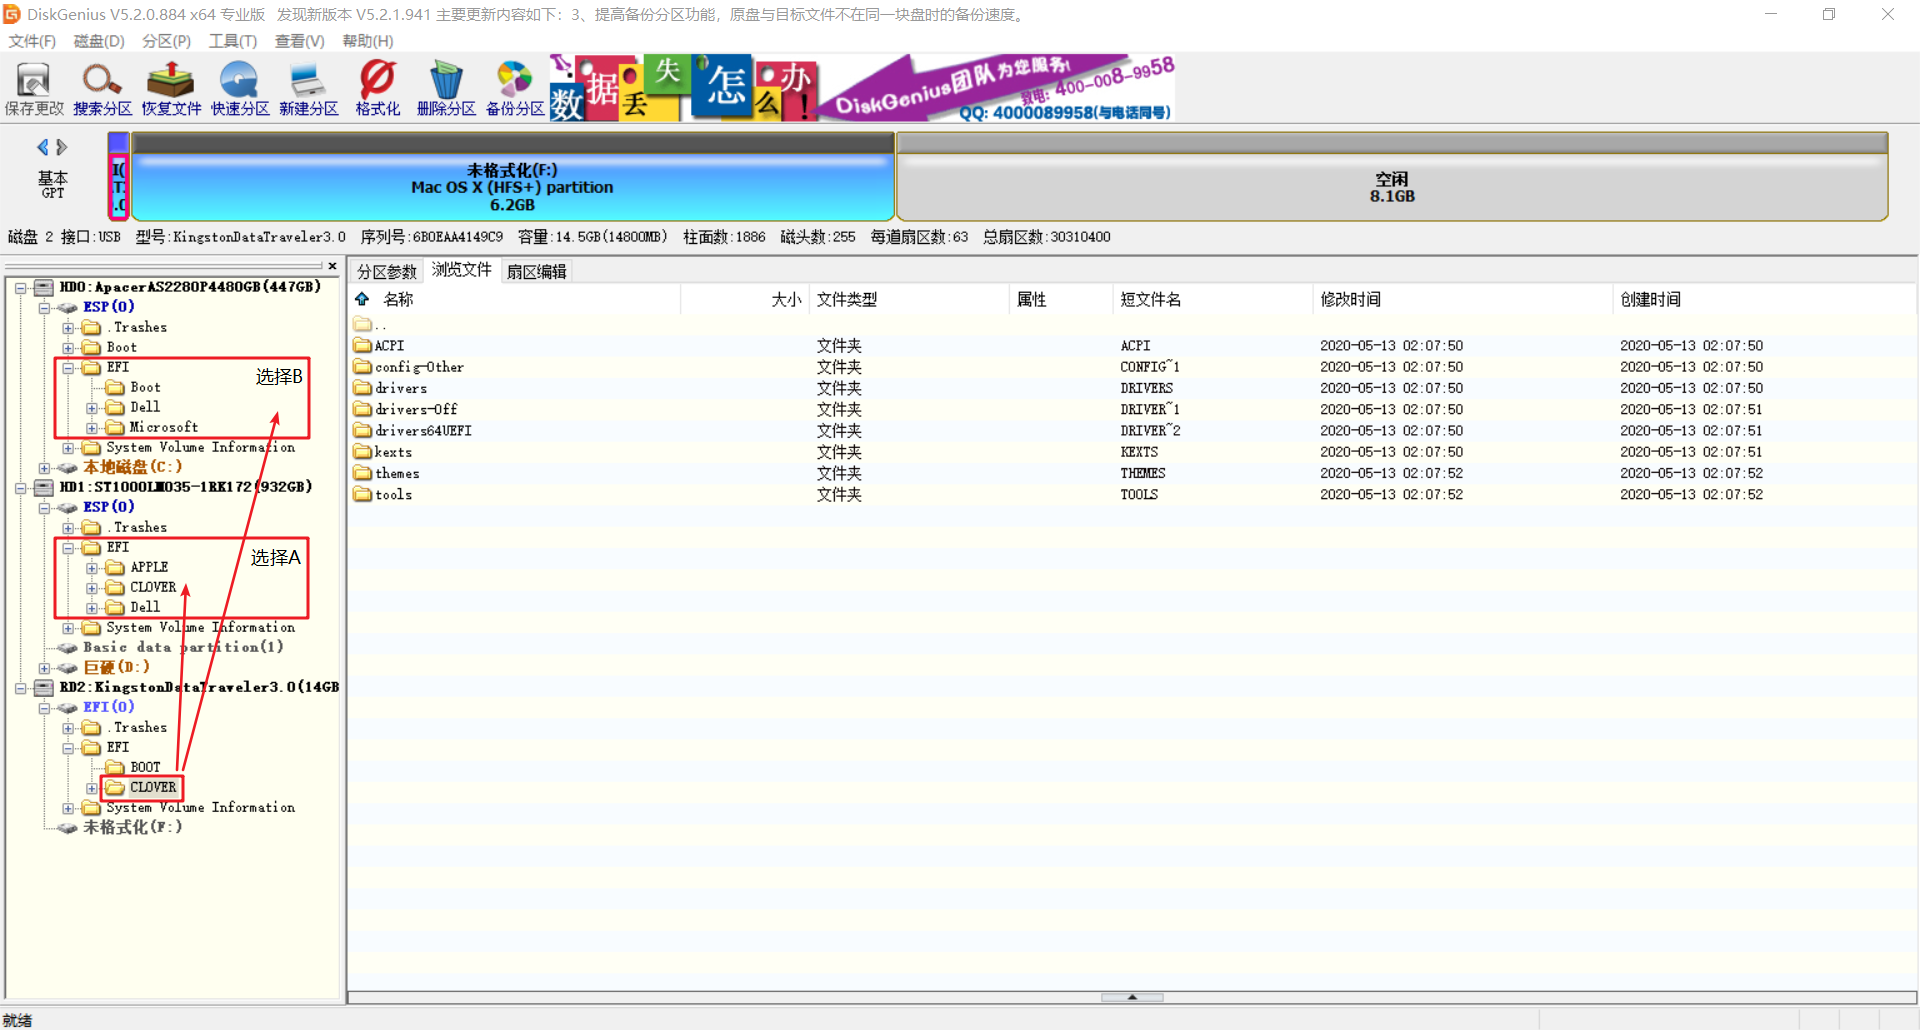 DiskGenius V5.2.0.884 x64 专业版   发现新版本 V5.2.1.941 主要更新内容如下：3、提高备份分区功能，原盘与目标文件不在同一块盘时的备份速度。
文件(F) 磁盘(D) 分区(P) 工具(T) 查看(V) 帮助(H)
保存更改 搜索分区 恢复文件 快速分区 新建分区 格式化 删除分区 备份分区
数据丢失怎么办!
DiskGenius团队为您服务!
致电: 400-008-9958
QQ: 4000089958(与电话同号)
基本
GPT
未格式化(F:)
Mac OS X (HFS+) partition
6.2GB
空闲
8.1GB
磁盘 2 接口:USB 型号:KingstonDataTraveler3.0 序列号:6B0EAA4149C9 容量:14.5GB(14800MB) 柱面数:1886 磁头数:255 每道扇区数:63 总扇区数:30310400
HD0:ApacerAS2280P4480GB(447GB)
ESP(0)
.Trashes
Boot
EFI
选择B
Boot
Dell
Microsoft
System Volume Information
本地磁盘(C:)
HD1:ST1000LM035-1RK172(932GB)
ESP(0)
.Trashes
EFI
选择A
APPLE
CLOVER
Dell
System Volume Information
Basic data partition(1)
巨硬(D:)
RD2:KingstonDataTraveler3.0(14GB
EFI(0)
.Trashes
EFI
BOOT
CLOVER
System Volume Information
未格式化(F:)
分区参数 浏览文件 扇区编辑
名称 大小 文件类型 属性 短文件名 修改时间 创建时间
..
ACPI 文件夹 ACPI 2020-05-13 02:07:50 2020-05-13 02:07:50
config-Other 文件夹 CONFIG~1 2020-05-13 02:07:50 2020-05-13 02:07:50
drivers 文件夹 DRIVERS 2020-05-13 02:07:50 2020-05-13 02:07:50
drivers-Off 文件夹 DRIVER~1 2020-05-13 02:07:50 2020-05-13 02:07:51
drivers64UEFI 文件夹 DRIVER~2 2020-05-13 02:07:50 2020-05-13 02:07:51
kexts 文件夹 KEXTS 2020-05-13 02:07:50 2020-05-13 02:07:51
themes 文件夹 THEMES 2020-05-13 02:07:52 2020-05-13 02:07:52
tools 文件夹 TOOLS 2020-05-13 02:07:52 2020-05-13 02:07:52
就绪